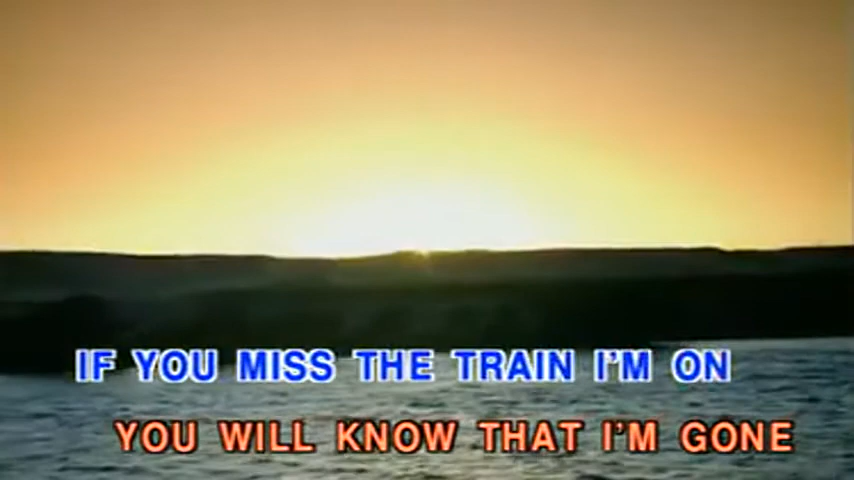 IF YOU MISS THE TRAIN I'M ON
YOU WILL KNOW THAT I'M GONE